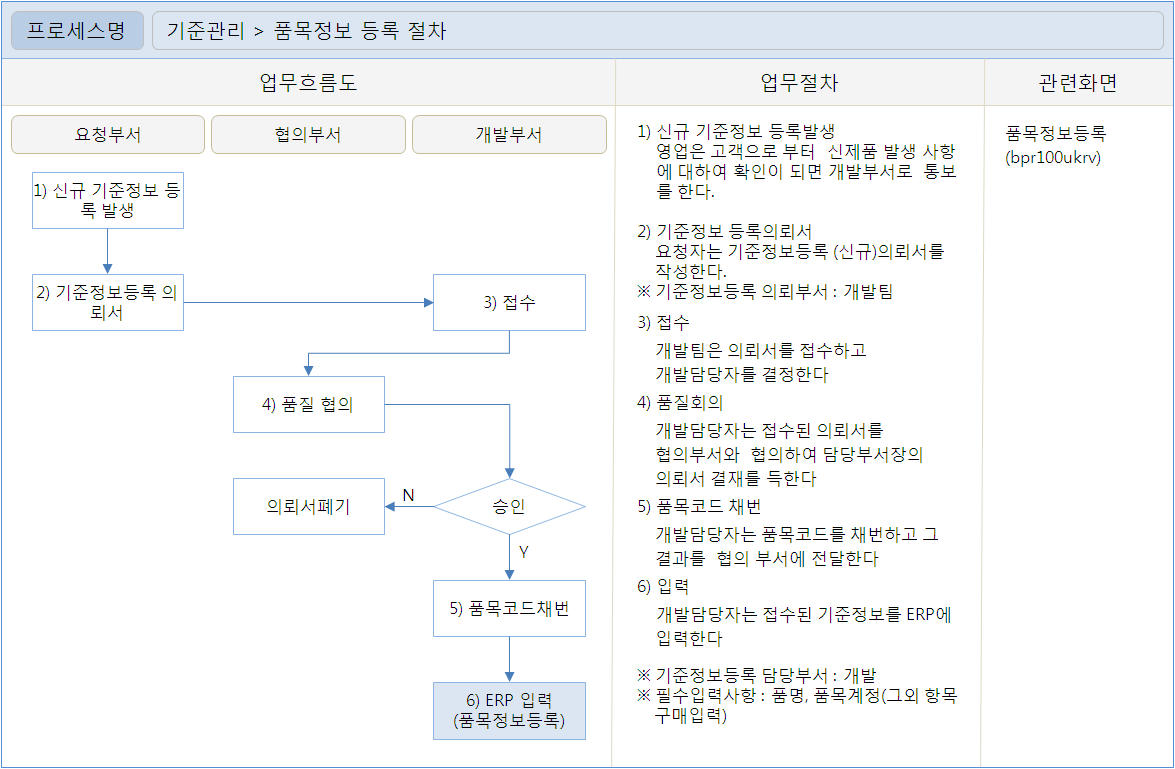 프로세스명
기준관리 > 품목정보 등록 절차
업무흐름도
업무절차
관련화면
요청부서
협의부서
개발부서
1) 신규 기준정보 등
록 발생
2) 기준정보등록 의
뢰서
3) 접수
4) 품질 협의
의뢰서폐기
N
승인
Y
5) 품목코드채번
6) ERP 입력
(품목정보등록)
1) 신규 기준정보 등록발생
영업은 고객으로 부터 신제품 발생 사항
에 대하여 확인이 되면 개발부서로 통보
를 한다.
2) 기준정보 등록의뢰서
요청자는 기준정보등록 (신규)의뢰서를
작성한다.
※ 기준정보등록 의뢰부서 : 개발팀
3) 접수
개발팀은 의뢰서를 접수하고
개발담당자를 결정한다
4) 품질회의
개발담당자는 접수된 의뢰서를
협의부서와 협의하여 담당부서장의
의뢰서 결재를 득한다
5) 품목코드 채번
개발담당자는 품목코드를 채번하고 그
결과를 협의 부서에 전달한다
6) 입력
개발담당자는 접수된 기준정보를 ERP에
입력한다
※ 기준정보등록 담당부서 : 개발
※ 필수입력사항 : 품명, 품목계정(그외 항목
구매입력)
품목정보등록
(bpr100ukrv)